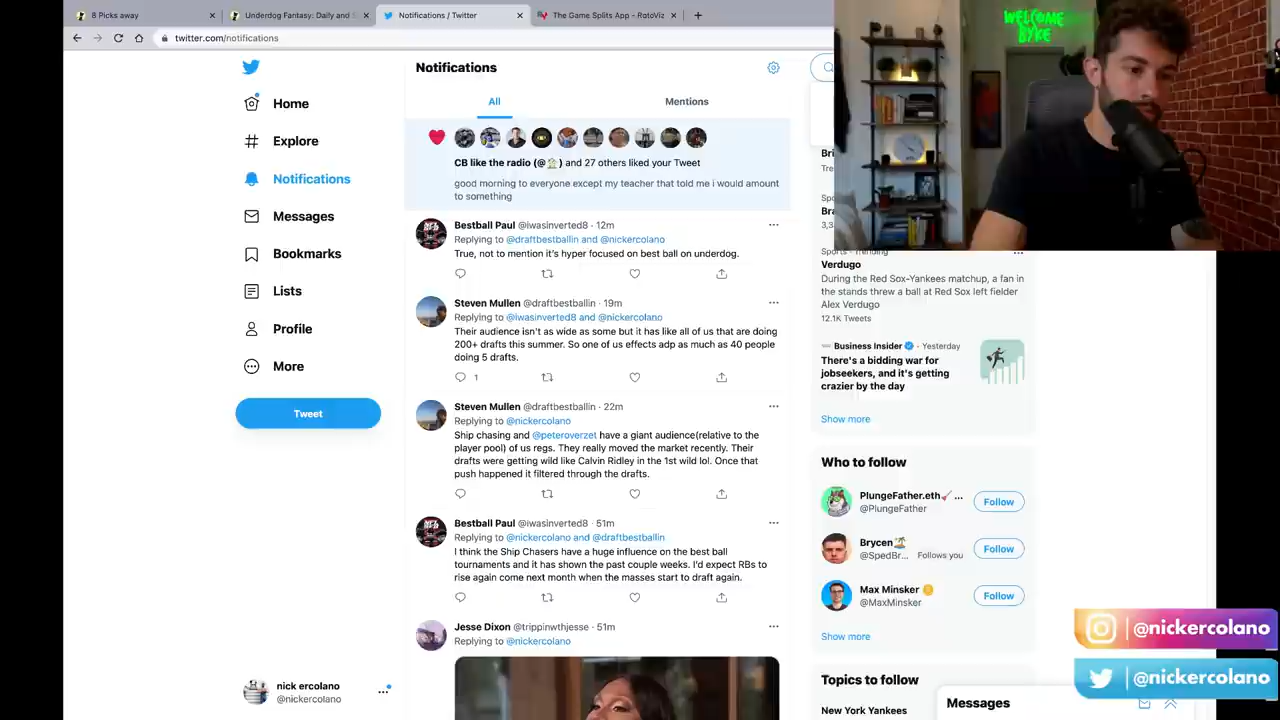 8 Picks away
Underdog Fantasy: Daily and S
Notifications / Twitter
The Game Splits App - RotoViz
twitter.com/notifications
WELCOME
Notifications
All
Mentions
Home
Explore
Notifications
Messages
Bookmarks
Lists
Profile
More
Tweet
nick ercolano
@nickercolano
CB like the radio (@🏠) and 27 others liked your Tweet
good morning to everyone except my teacher that told me i would amount
to something
Bestball Paul @iwasinverted8 · 12m
Replying to @draftbestballin and @nickercolano
True, not to mention it's hyper focused on best ball on underdog.
Steven Mullen @draftbestballin · 19m
Replying to @iwasinverted8 and @nickercolano
Their audience isn't as wide as some but it has like all of us that are doing
200+ drafts this summer. So one of us effects adp as much as 40 people
doing 5 drafts.
1
Steven Mullen @draftbestballin · 22m
Replying to @nickercolano
Ship chasing and @peteroverzet have a giant audience(relative to the
player pool) of us regs. They really moved the market recently. Their
drafts were getting wild like Calvin Ridley in the 1st wild lol. Once that
push happened it filtered through the drafts.
Bestball Paul @iwasinverted8 · 51m
Replying to @nickercolano and @draftbestballin
I think the Ship Chasers have a huge influence on the best ball
tournaments and it has shown the past couple weeks. I'd expect RBs to
rise again come next month when the masses start to draft again.
Jesse Dixon @trippinwthjesse · 51m
Replying to @nickercolano
Sports · Trending
Verdugo
During the Red Sox-Yankees matchup, a fan in
the stands threw a ball at Red Sox left fielder
Alex Verdugo
12.1K Tweets
Business Insider · Yesterday
There's a bidding war for
jobseekers, and it's getting
crazier by the day
Show more
Who to follow
PlungeFather.eth ...
@PlungeFather
Follow
Brycen
@SpedBr... Follows you
Follow
Max Minsker
@MaxMinsker
Follow
Show more
Topics to follow
New York Yankees
Messages
@nickercolano
@nickercolano